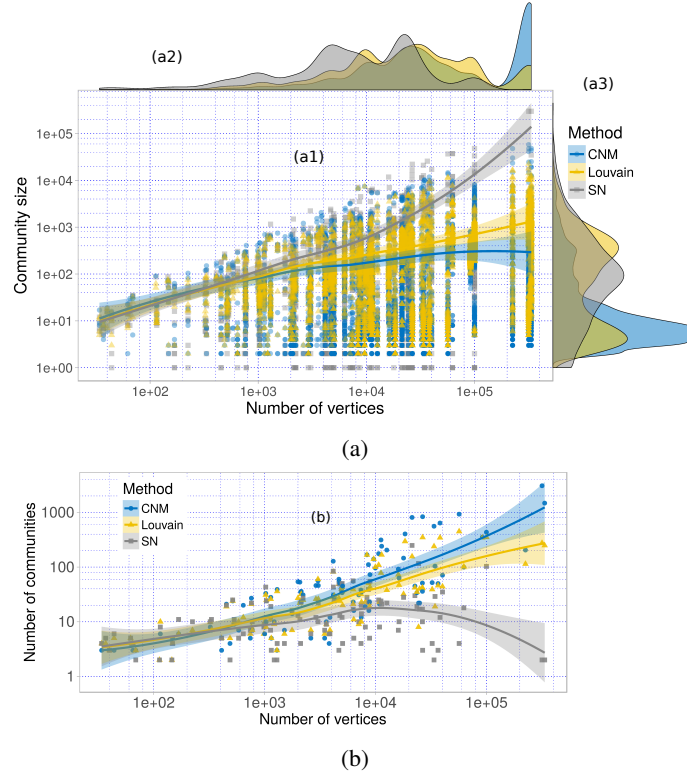 (a2)
(a3)
(a1)
Method
CNM
Louvain
SN
Community size
1e+05
1e+04
1e+03
1e+02
1e+01
1e+00
1e+02 1e+03 1e+04 1e+05
Number of vertices
(a)
Method
CNM
Louvain
SN
(b)
Number of communities
1000
100
10
1
1e+02 1e+03 1e+04 1e+05
Number of vertices
(b)